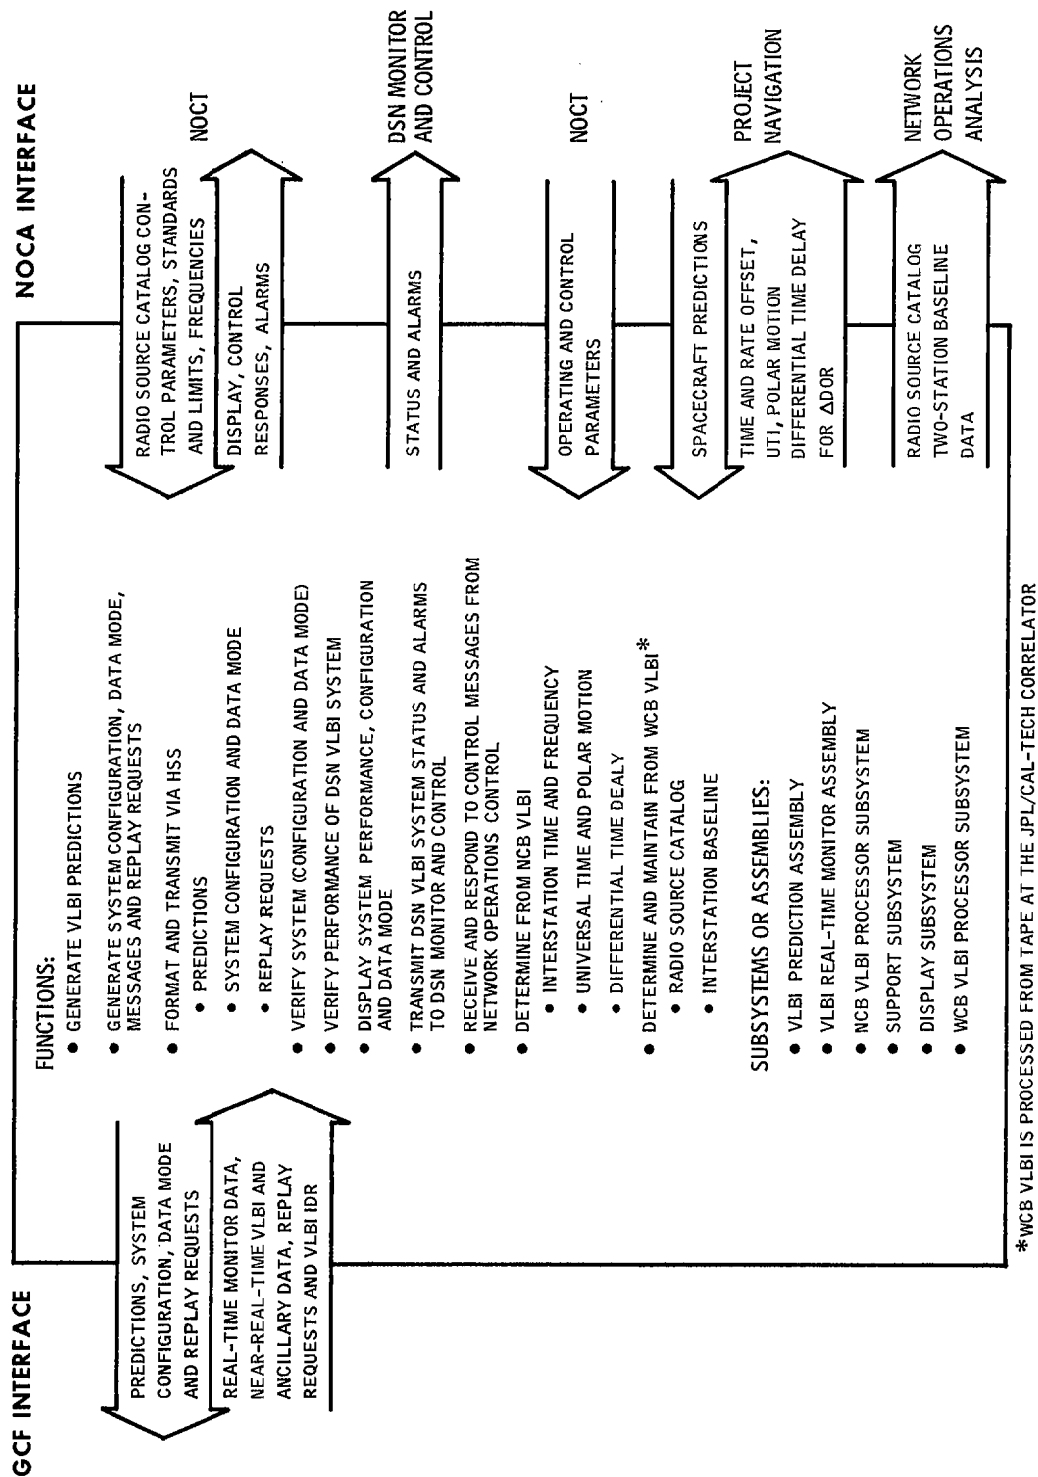 GCF INTERFACE
NOCA INTERFACE
PREDICTIONS, SYSTEM
CONFIGURATION, DATA MODE
AND REPLAY REQUESTS
REAL-TIME MONITOR DATA,
NEAR-REAL-TIME VLBI AND
ANCILLARY DATA, REPLAY
REQUESTS AND VLBI IDR
FUNCTIONS:
• GENERATE VLBI PREDICTIONS
• GENERATE SYSTEM CONFIGURATION, DATA MODE,
MESSAGES AND REPLAY REQUESTS
• FORMAT AND TRANSMIT VIA HSS
• PREDICTIONS
• SYSTEM CONFIGURATION AND DATA MODE
• REPLAY REQUESTS
• VERIFY SYSTEM (CONFIGURATION AND DATA MODE)
• VERIFY PERFORMANCE OF DSN VLBI SYSTEM
• DISPLAY SYSTEM PERFORMANCE, CONFIGURATION
AND DATA MODE
• TRANSMIT DSN VLBI SYSTEM STATUS AND ALARMS
TO DSN MONITOR AND CONTROL
• RECEIVE AND RESPOND TO CONTROL MESSAGES FROM
NETWORK OPERATIONS CONTROL
• DETERMINE FROM NCB VLBI
• INTERSTATION TIME AND FREQUENCY
• UNIVERSAL TIME AND POLAR MOTION
• DIFFERENTIAL TIME DEALY
• DETERMINE AND MAINTAIN FROM WCB VLBI*
• RADIO SOURCE CATALOG
• INTERSTATION BASELINE
SUBSYSTEMS OR ASSEMBLIES:
• VLBI PREDICTION ASSEMBLY
• VLBI REAL-TIME MONITOR ASSEMBLY
• NCB VLBI PROCESSOR SUBSYSTEM
• SUPPORT SUBSYSTEM
• DISPLAY SUBSYSTEM
• WCB VLBI PROCESSOR SUBSYSTEM
RADIO SOURCE CATALOG CON-
TROL PARAMETERS, STANDARDS
AND LIMITS, FREQUENCIES
DISPLAY, CONTROL
RESPONSES, ALARMS
NOCT
STATUS AND ALARMS
DSN MONITOR
AND CONTROL
OPERATING AND CONTROL
PARAMETERS
NOCT
SPACECRAFT PREDICTIONS
TIME AND RATE OFFSET,
UTI, POLAR MOTION
DIFFERENTIAL TIME DELAY
FOR ΔDOR
PROJECT
NAVIGATION
RADIO SOURCE CATALOG
TWO-STATION BASELINE
DATA
NETWORK
OPERATIONS
ANALYSIS
*WCB VLBI IS PROCESSED FROM TAPE AT THE JPL/CAL-TECH CORRELATOR